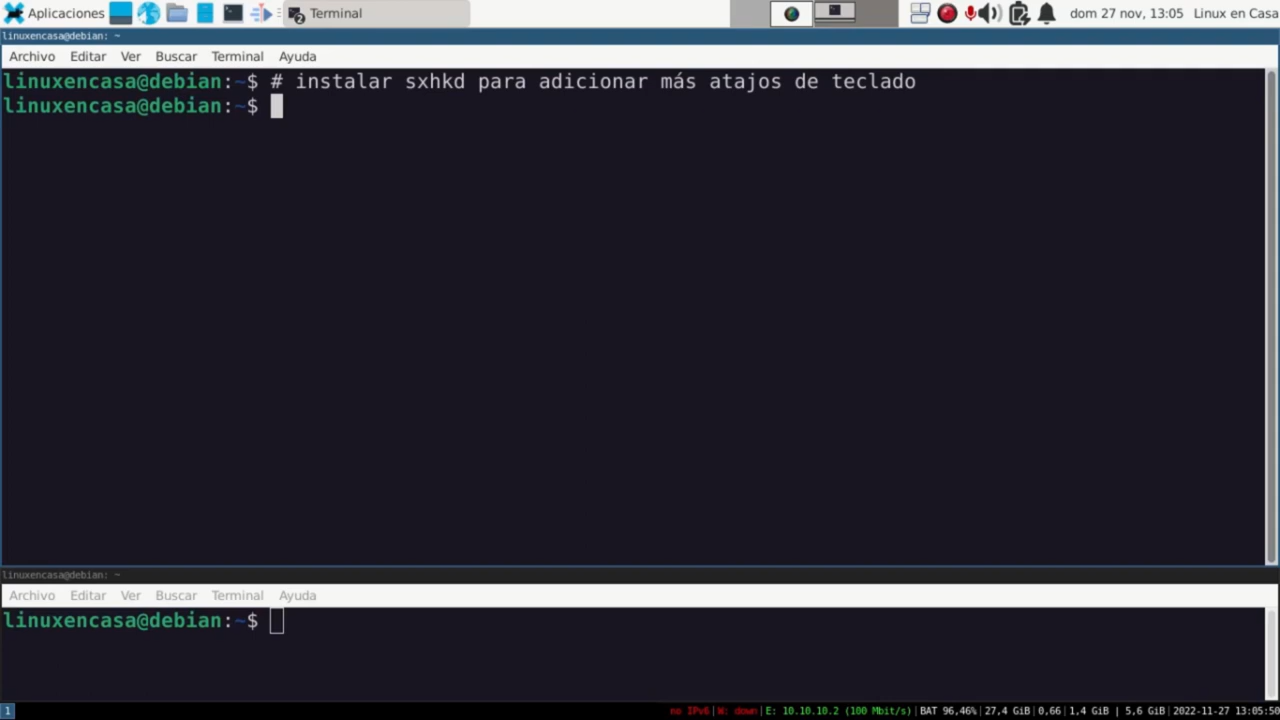 Aplicaciones Terminal dom 27 nov, 13:05 Linux en Casa
linuxencasa@debian: ~
Archivo Editar Ver Buscar Terminal Ayuda
linuxencasa@debian:~$ # instalar sxhkd para adicionar más atajos de teclado
linuxencasa@debian:~$
linuxencasa@debian: ~
Archivo Editar Ver Buscar Terminal Ayuda
linuxencasa@debian:~$
1 no IPv6|W: down|E: 10.10.10.2 (100 Mbit/s)|BAT 96,46%|27,4 GiB|0,66|1,4 GiB | 5,6 GiB|2022-11-27 13:05:50